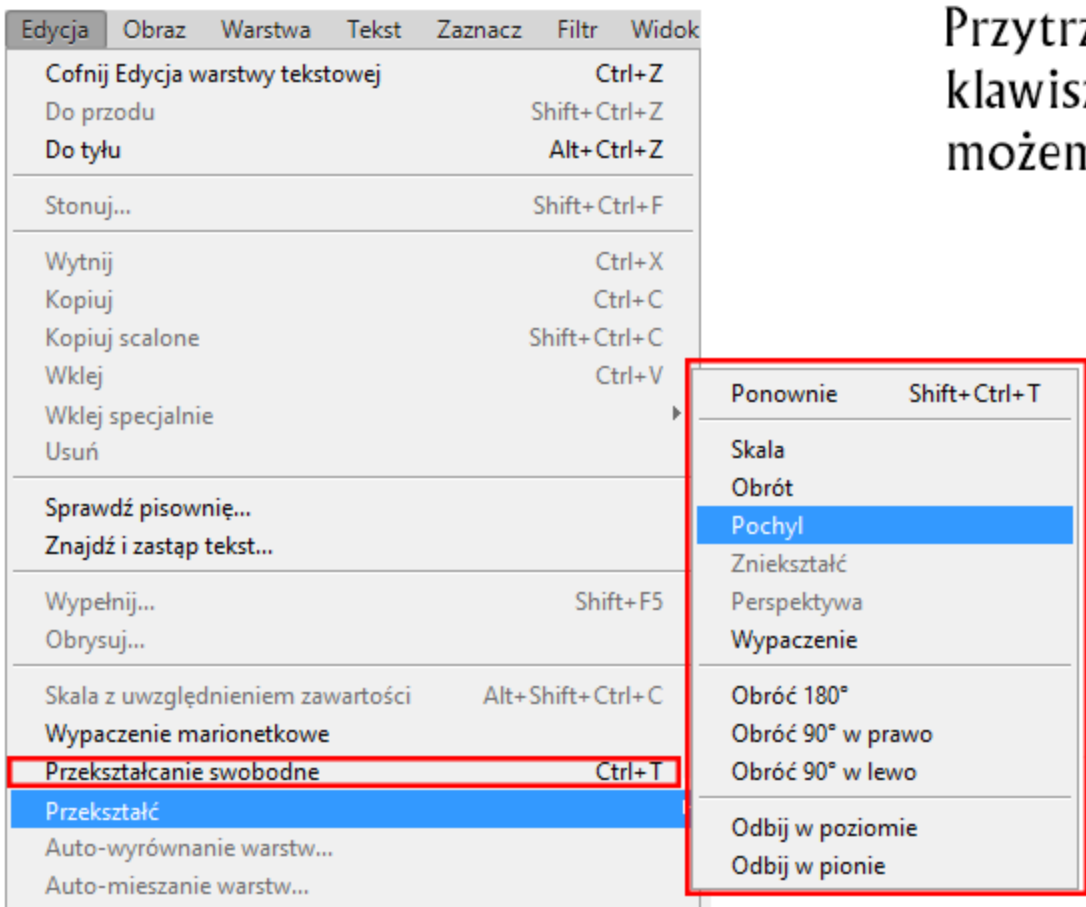 Edycja Obraz Warstwa Tekst Zaznacz Filtr Widok
Cofnij Edycja warstwy tekstowej Ctrl+Z
Do przodu Shift+Ctrl+Z
Do tyłu Alt+Ctrl+Z
Stonuj... Shift+Ctrl+F
Wytnij Ctrl+X
Kopiuj Ctrl+C
Kopiuj scalone Shift+Ctrl+C
Wklej Ctrl+V
Wklej specjalnie
Usuń
Sprawdź pisownię...
Znajdź i zastąp tekst...
Wypełnij... Shift+F5
Obrysuj...
Skala z uwzględnieniem zawartości Alt+Shift+Ctrl+C
Wypaczenie marionetkowe
Przekształcanie swobodne Ctrl+T
Przekształć
Auto-wyrównanie warstw...
Auto-mieszanie warstw...
Ponownie Shift+Ctrl+T
Skala
Obrót
Pochyl
Zniekształć
Perspektywa
Wypaczenie
Obróć 180°
Obróć 90° w prawo
Obróć 90° w lewo
Odbij w poziomie
Odbij w pionie